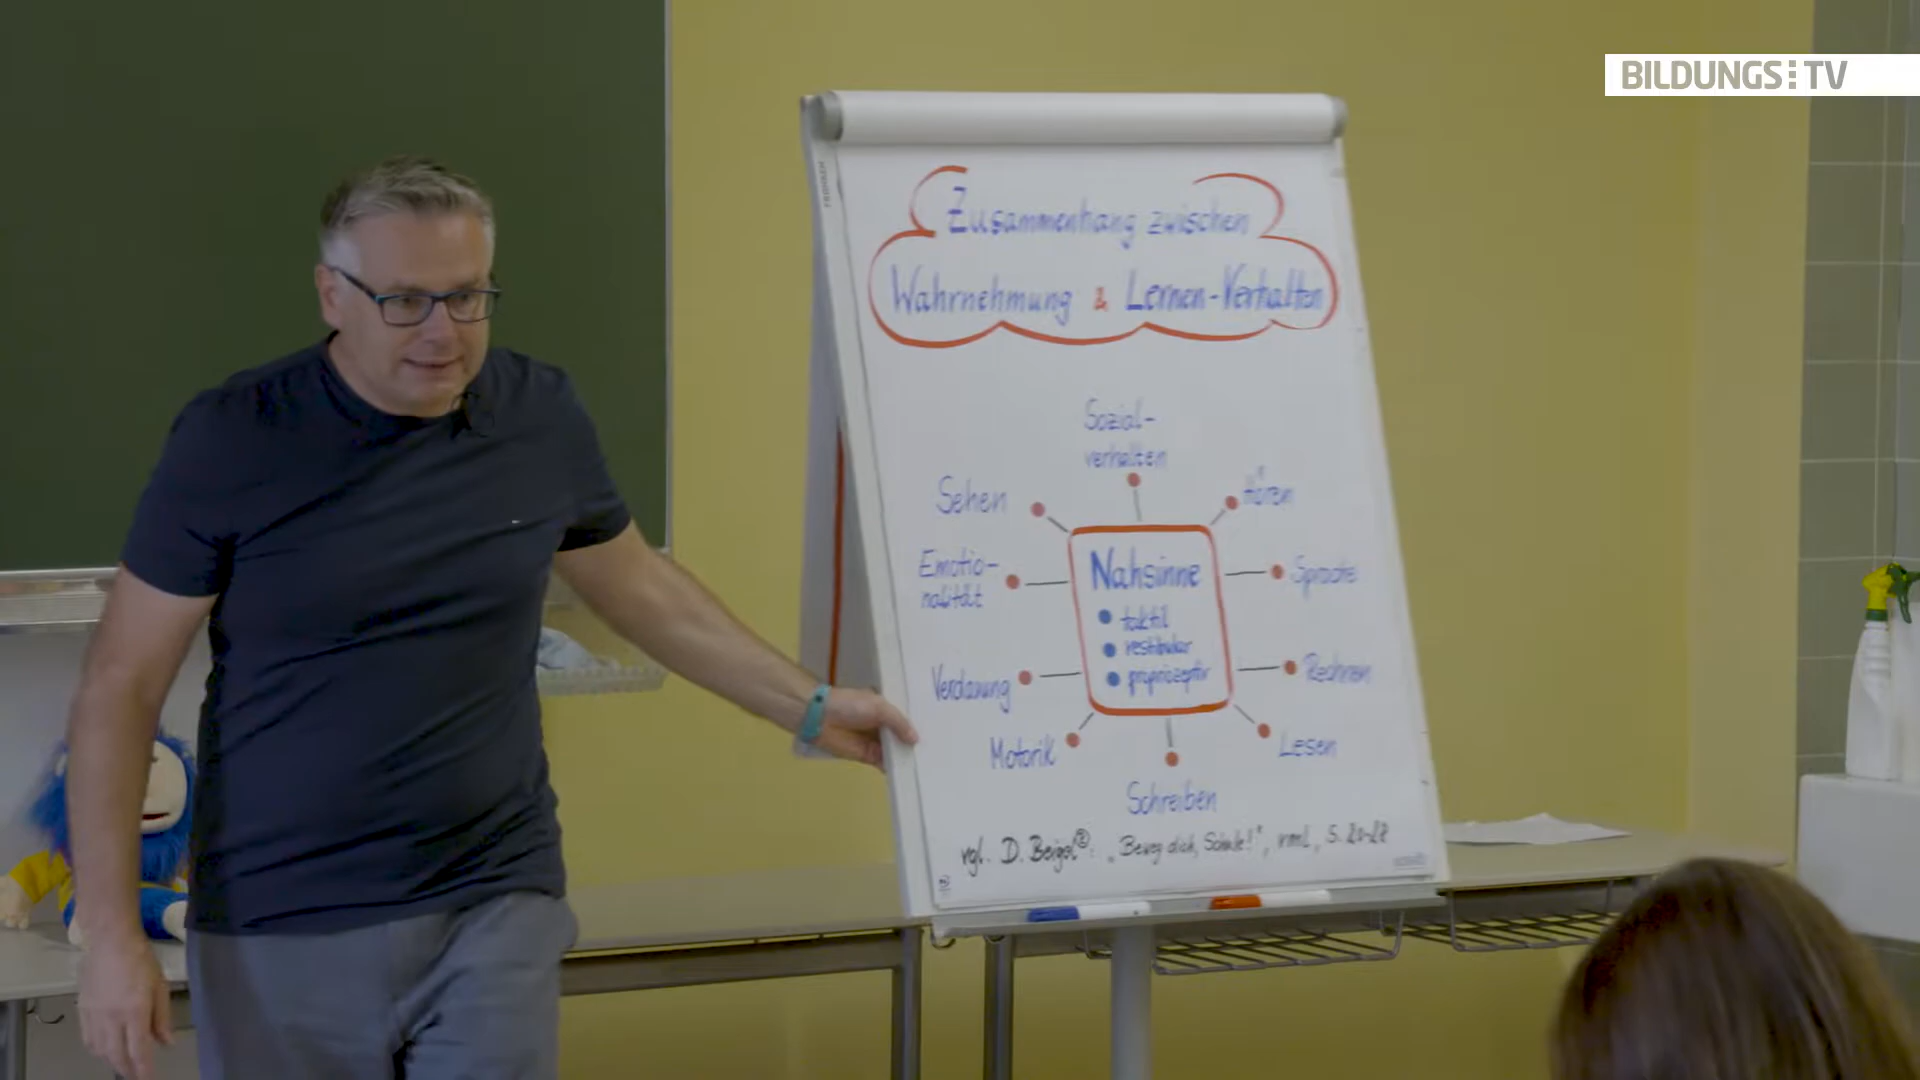 BILDUNGS:TV
Zusammenhang zwischen
Wahrnehmung & Lernen-Verhalten
Sozial-
verhalten
Sehen
Hören
Emotio-
nalität
Sprache
Nahsinne
taktil
vestibulär
propriozeptiv
Verdauung
Rechnen
Motorik
Lesen
Schreiben
vgl. D. Beigel: „Beweg dich, Schule!", vml, S. 20-28